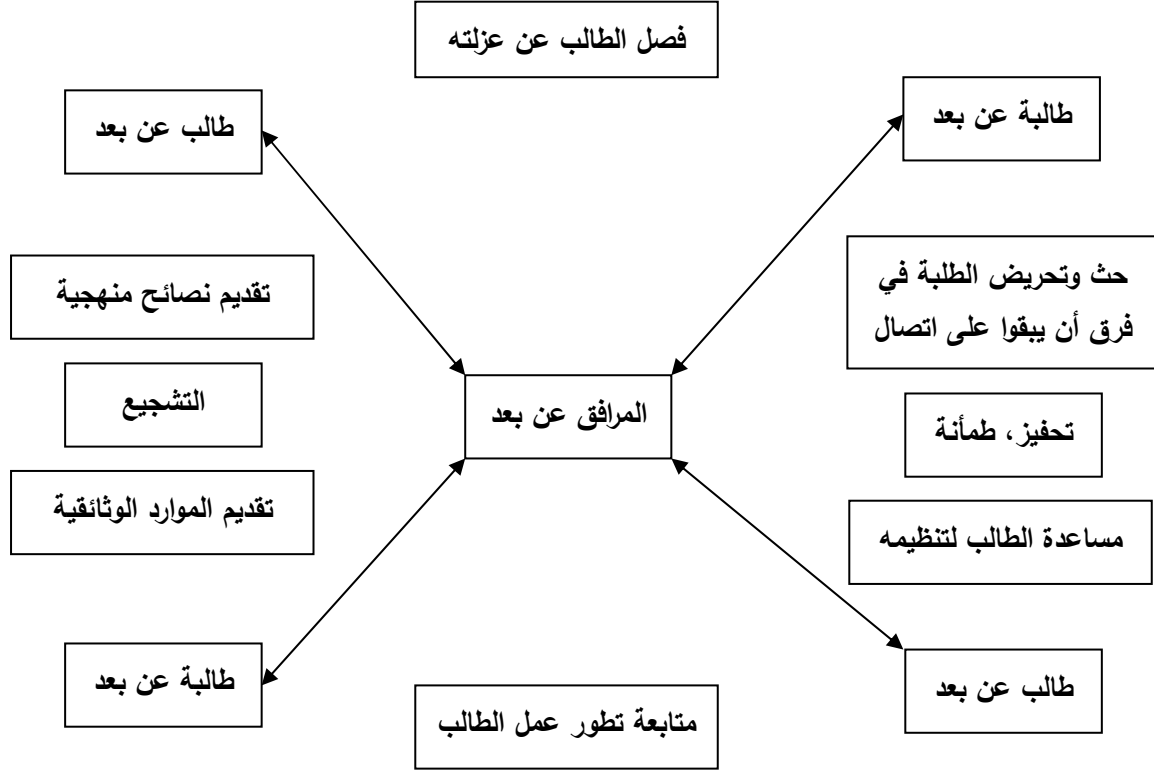 فصل الطالب عن عزلته
طالبة عن بعد
طالب عن بعد
حث وتحريض الطلبة في
فرق أن يبقوا على اتصال
تقديم نصائح منهجية
التشجيع
المرافق عن بعد
تحفيز، طمأنة
تقديم الموارد الوثائقية
مساعدة الطالب لتنظيمه
طالب عن بعد
طالبة عن بعد
متابعة تطور عمل الطالب